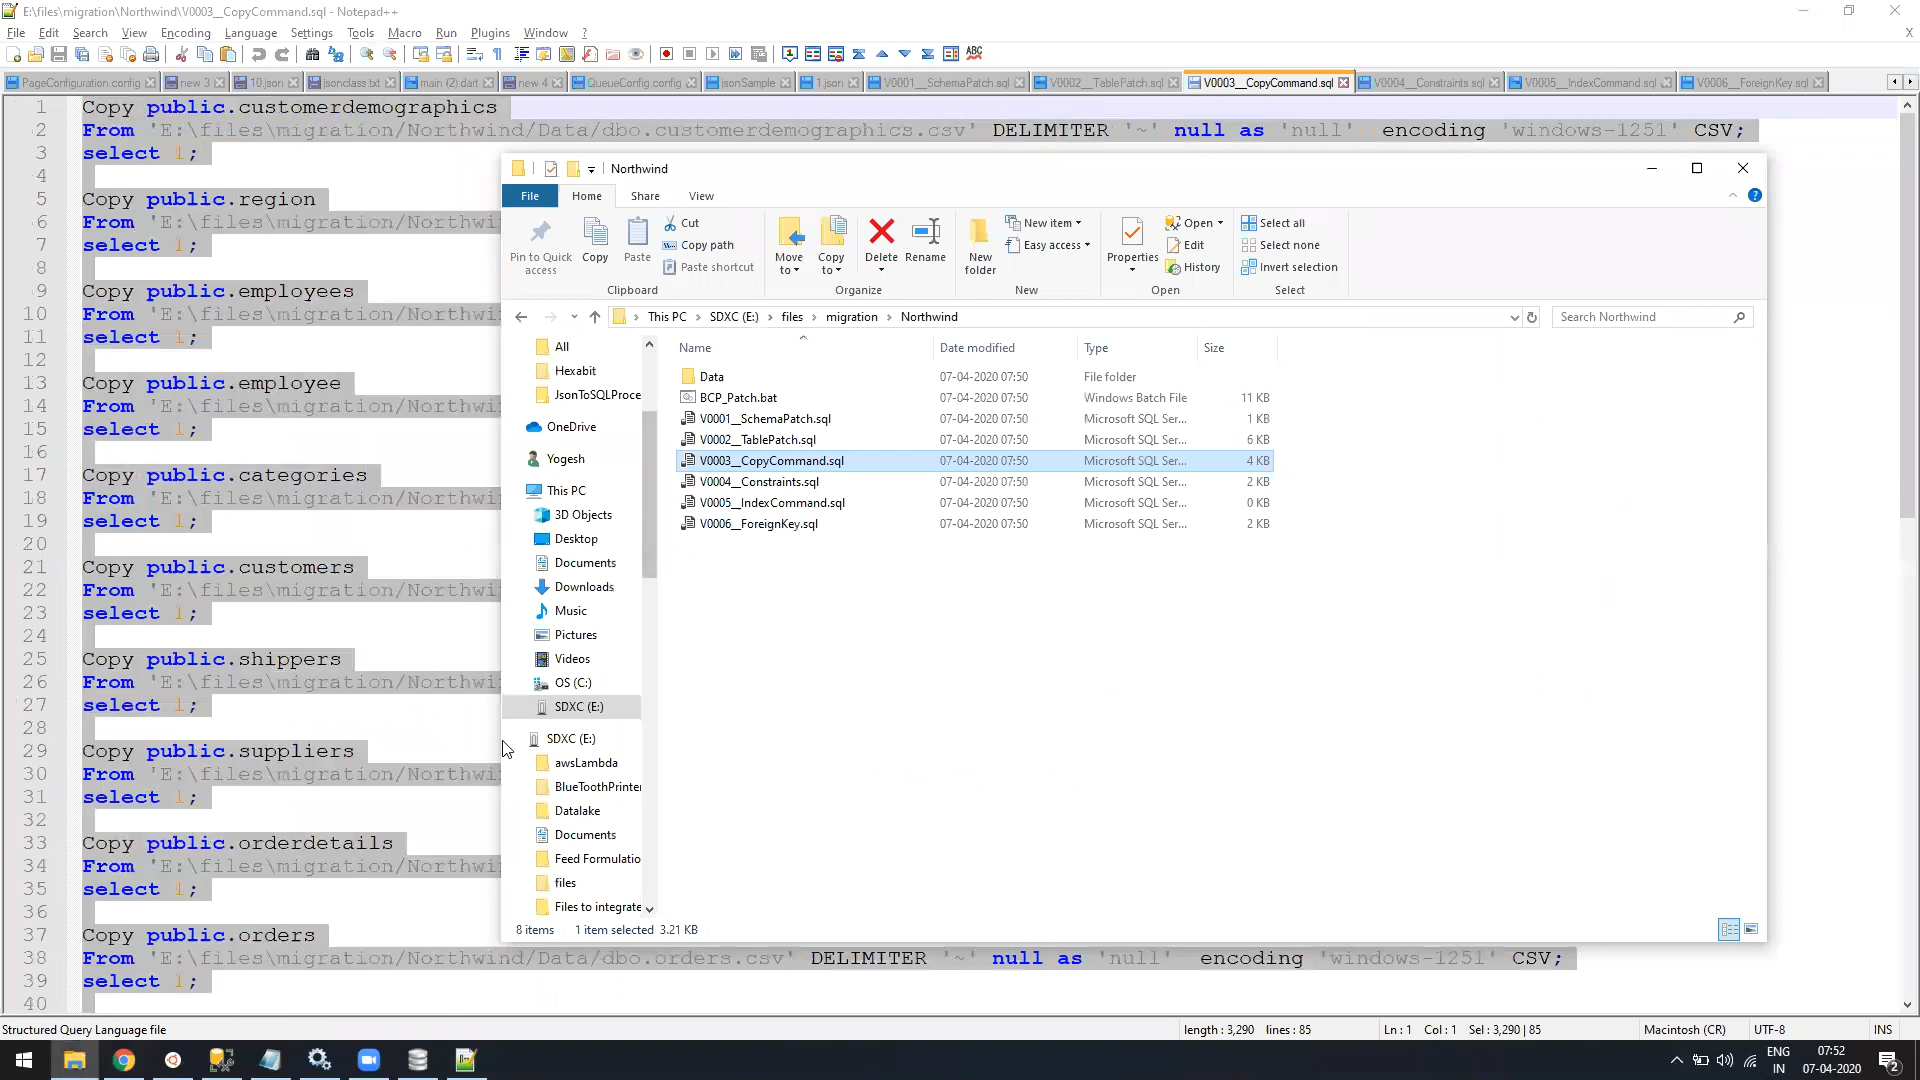 E:\files\migration\Northwind\V0003__CopyCommand.sql - Notepad++
File Edit Search View Encoding Language Settings Tools Macro Run Plugins Window ?
X
PageConfiguration.config new 3 10.json jsonclass.txt main (2).dart new 4 QueueConfig.config jsonSample 1.json V0001__SchemaPatch.sql V0002__TablePatch.sql V0003__CopyCommand.sql V0004__Constraints.sql V0005__IndexCommand.sql V0006__ForeignKey.sql
1 Copy public.customerdemographics
2 From 'E:\files\migration/Northwind/Data/dbo.customerdemographics.csv' DELIMITER '~' null as 'null' encoding 'windows-1251' CSV;
3 select 1;
4
5 Copy public.region
6 From 'E:\files\migration/Northwi
7 select 1;
8
9 Copy public.employees
10 From 'E:\files\migration/Northwi
11 select 1;
12
13 Copy public.employee
14 From 'E:\files\migration/Northwi
15 select 1;
16
17 Copy public.categories
18 From 'E:\files\migration/Northwi
19 select 1;
20
21 Copy public.customers
22 From 'E:\files\migration/Northwi
23 select 1;
24
25 Copy public.shippers
26 From 'E:\files\migration/Northwi
27 select 1;
28
29 Copy public.suppliers
30 From 'E:\files\migration/Northwi
31 select 1;
32
33 Copy public.orderdetails
34 From 'E:\files\migration/Northwi
35 select 1;
36
37 Copy public.orders
38 From 'E:\files\migration/Northwind/Data/dbo.orders.csv' DELIMITER '~' null as 'null' encoding 'windows-1251' CSV;
39 select 1;
40
Northwind
File Home Share View
Pin to Quick access
Copy
Paste
Cut
Copy path
Paste shortcut
Clipboard
Move to
Copy to
Delete
Rename
Organize
New folder
New item
Easy access
New
Properties
Open
Edit
History
Open
Select all
Select none
Invert selection
Select
This PC > SDXC (E:) > files > migration > Northwind
Search Northwind
All
Hexabit
JsonToSQLProce
OneDrive
Yogesh
This PC
3D Objects
Desktop
Documents
Downloads
Music
Pictures
Videos
OS (C:)
SDXC (E:)
SDXC (E:)
awsLambda
BlueToothPrinter
Datalake
Documents
Feed Formulatio
files
Files to integrate
Name Date modified Type Size
Data 07-04-2020 07:50 File folder
BCP_Patch.bat 07-04-2020 07:50 Windows Batch File 11 KB
V0001__SchemaPatch.sql 07-04-2020 07:50 Microsoft SQL Ser... 1 KB
V0002__TablePatch.sql 07-04-2020 07:50 Microsoft SQL Ser... 6 KB
V0003__CopyCommand.sql 07-04-2020 07:50 Microsoft SQL Ser... 4 KB
V0004__Constraints.sql 07-04-2020 07:50 Microsoft SQL Ser... 2 KB
V0005__IndexCommand.sql 07-04-2020 07:50 Microsoft SQL Ser... 0 KB
V0006__ForeignKey.sql 07-04-2020 07:50 Microsoft SQL Ser... 2 KB
8 items 1 item selected 3.21 KB
Structured Query Language file length : 3,290 lines : 85 Ln : 1 Col : 1 Sel : 3,290 | 85 Macintosh (CR) UTF-8 INS
ENG
IN
07:52
07-04-2020
2